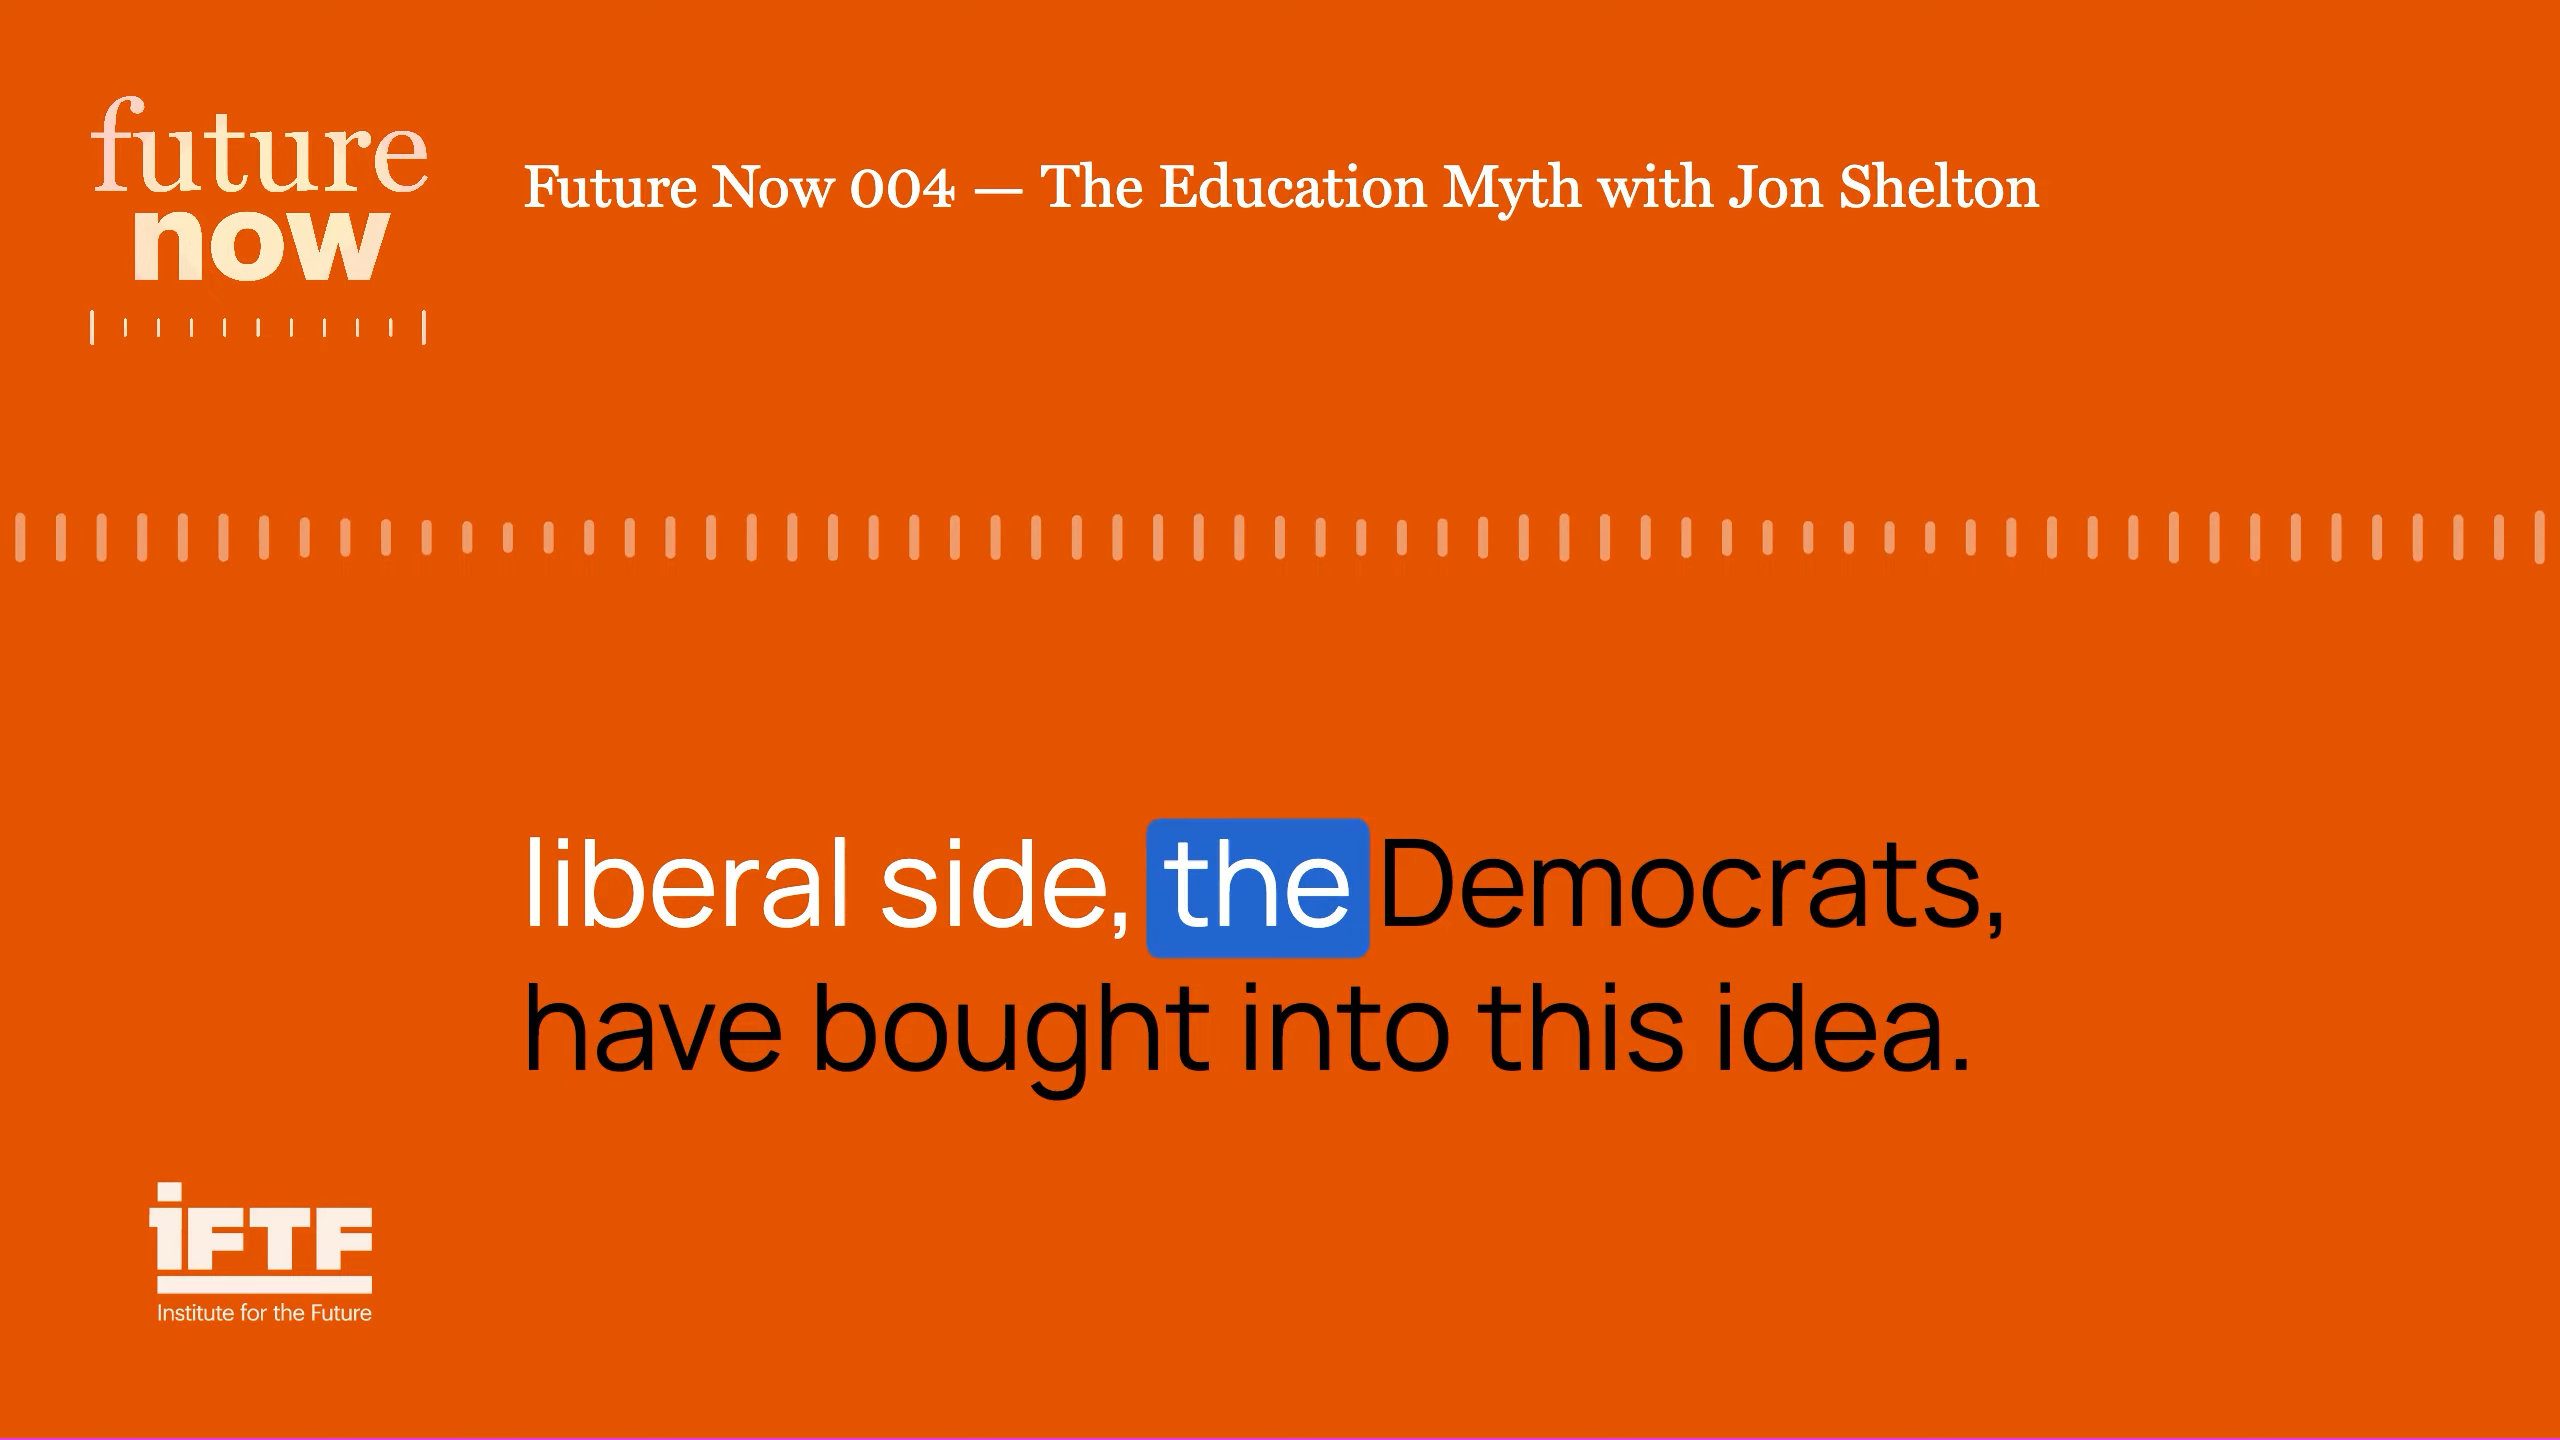 future
now
Future Now 004 — The Education Myth with Jon Shelton
liberal side, the Democrats,
have bought into this idea.
iFTF
Institute for the Future